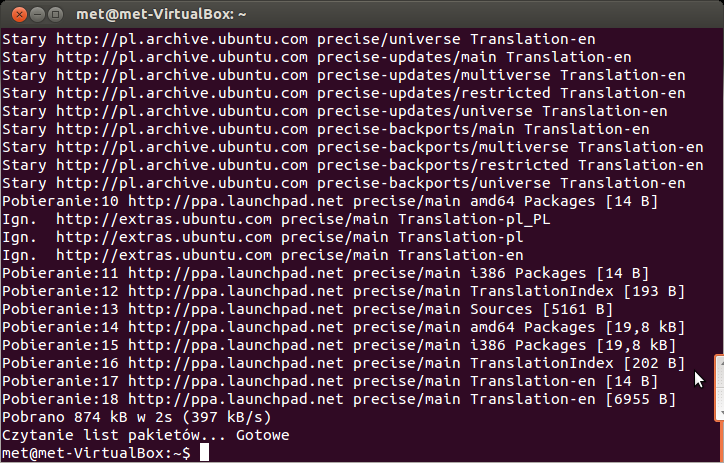 met@met-VirtualBox: ~
Stary http://pl.archive.ubuntu.com precise/universe Translation-en
Stary http://pl.archive.ubuntu.com precise-updates/main Translation-en
Stary http://pl.archive.ubuntu.com precise-updates/multiverse Translation-en
Stary http://pl.archive.ubuntu.com precise-updates/restricted Translation-en
Stary http://pl.archive.ubuntu.com precise-updates/universe Translation-en
Stary http://pl.archive.ubuntu.com precise-backports/main Translation-en
Stary http://pl.archive.ubuntu.com precise-backports/multiverse Translation-en
Stary http://pl.archive.ubuntu.com precise-backports/restricted Translation-en
Stary http://pl.archive.ubuntu.com precise-backports/universe Translation-en
Pobieranie:10 http://ppa.launchpad.net precise/main amd64 Packages [14 B]
Ign.  http://extras.ubuntu.com precise/main Translation-pl_PL
Ign.  http://extras.ubuntu.com precise/main Translation-pl
Ign.  http://extras.ubuntu.com precise/main Translation-en
Pobieranie:11 http://ppa.launchpad.net precise/main i386 Packages [14 B]
Pobieranie:12 http://ppa.launchpad.net precise/main TranslationIndex [193 B]
Pobieranie:13 http://ppa.launchpad.net precise/main Sources [5161 B]
Pobieranie:14 http://ppa.launchpad.net precise/main amd64 Packages [19,8 kB]
Pobieranie:15 http://ppa.launchpad.net precise/main i386 Packages [19,8 kB]
Pobieranie:16 http://ppa.launchpad.net precise/main TranslationIndex [202 B]
Pobieranie:17 http://ppa.launchpad.net precise/main Translation-en [14 B]
Pobieranie:18 http://ppa.launchpad.net precise/main Translation-en [6955 B]
Pobrano 874 kB w 2s (397 kB/s)
Czytanie list pakietów... Gotowe
met@met-VirtualBox:~$